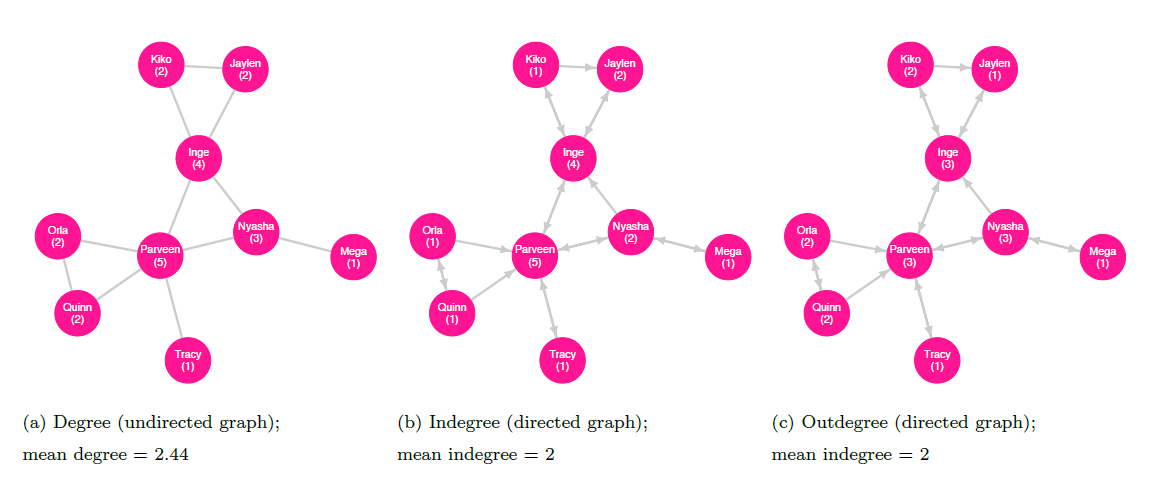 Kiko
(2)
Jaylen
(2)
Inge
(4)
Orla
(2)
Parveen
(5)
Nyasha
(3)
Mega
(1)
Quinn
(2)
Tracy
(1)
(a) Degree (undirected graph);
mean degree = 2.44
Kiko
(1)
Jaylen
(2)
Inge
(4)
Orla
(1)
Parveen
(5)
Nyasha
(2)
Mega
(1)
Quinn
(1)
Tracy
(1)
(b) Indegree (directed graph);
mean indegree = 2
Kiko
(2)
Jaylen
(1)
Inge
(3)
Orla
(2)
Parveen
(3)
Nyasha
(3)
Mega
(1)
Quinn
(2)
Tracy
(1)
(c) Outdegree (directed graph);
mean indegree = 2